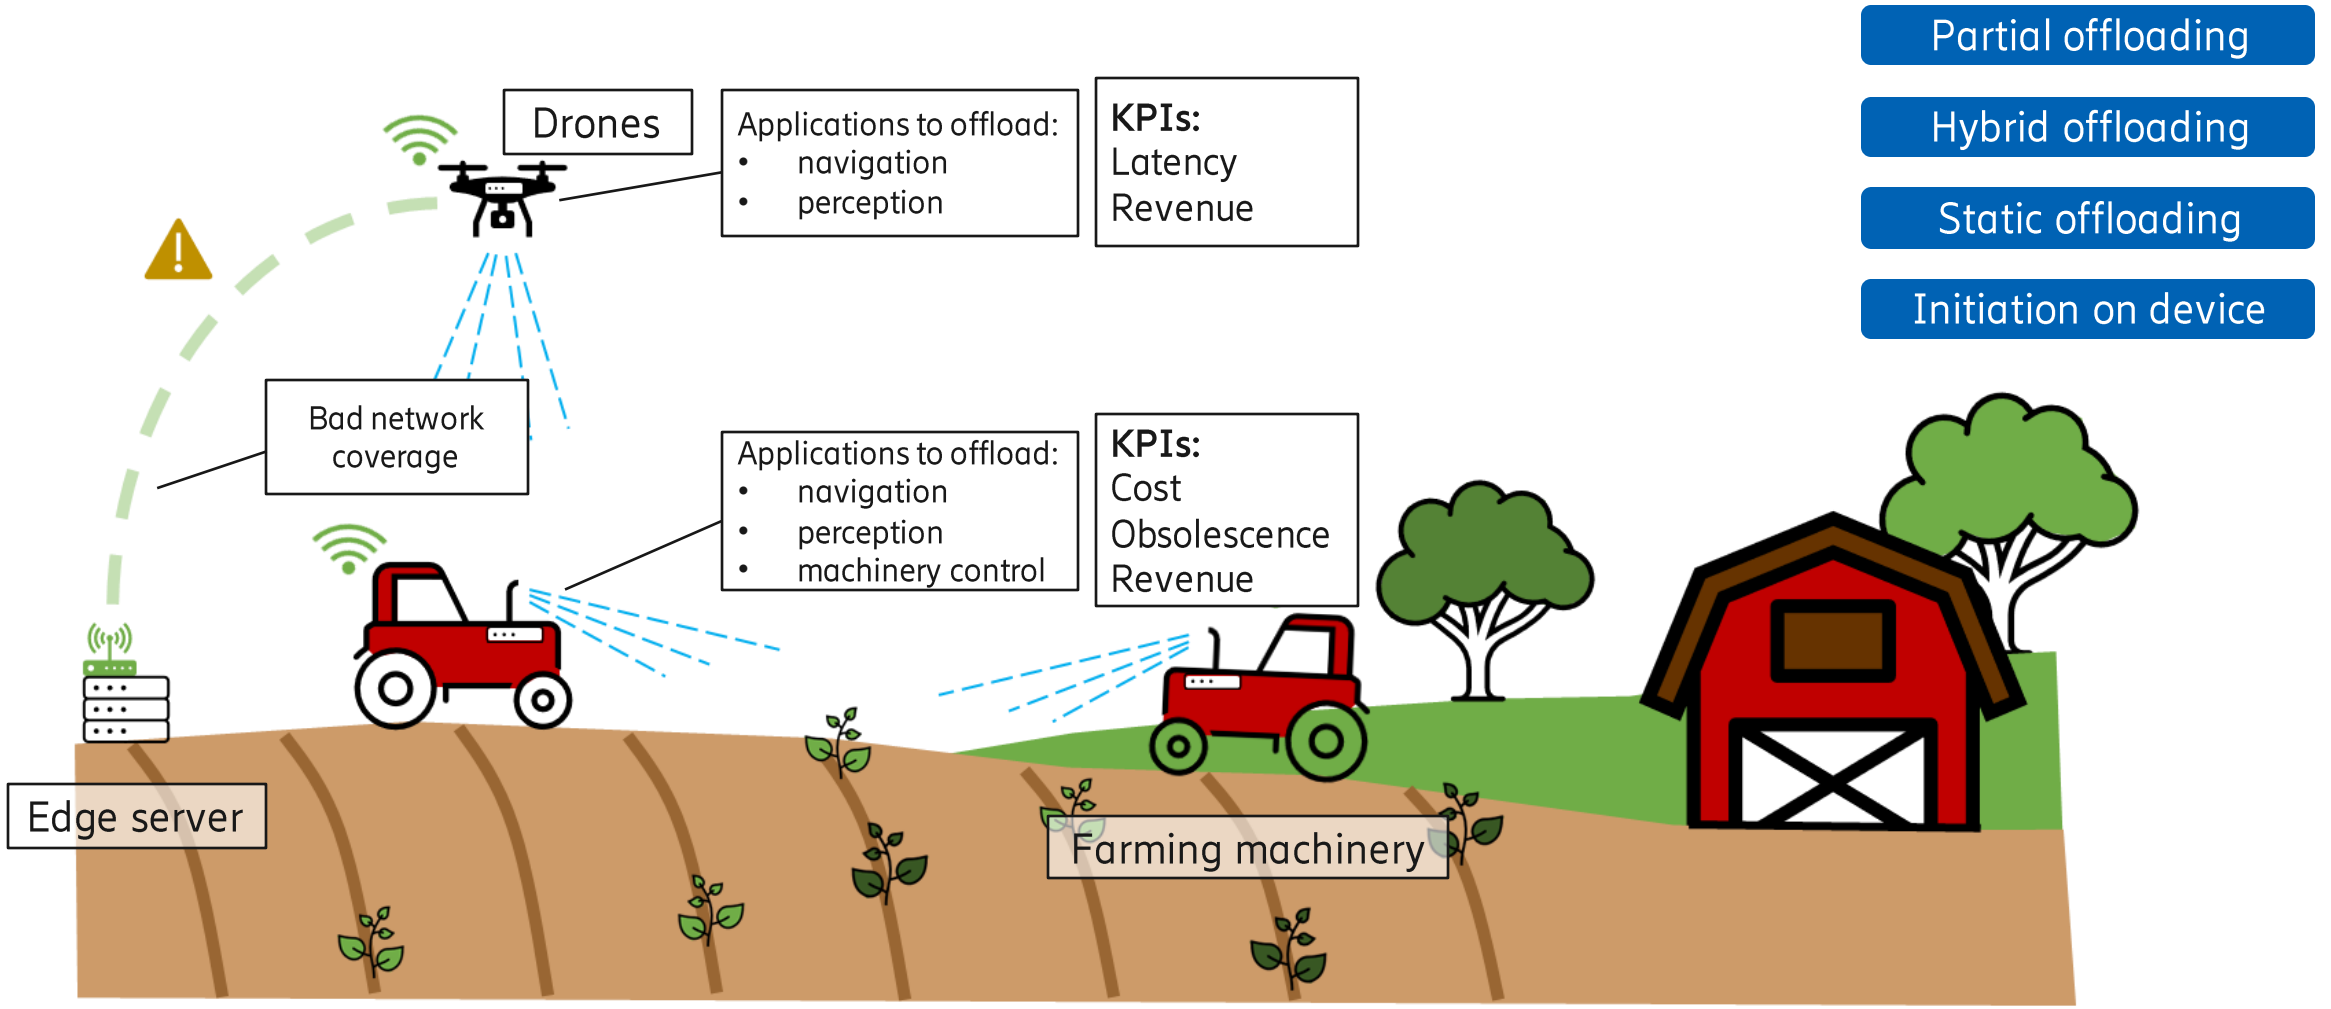 Partial offloading
Hybrid offloading
Static offloading
Initiation on device
Drones
Applications to offload:
• navigation
• perception
KPIs:
Latency
Revenue
Bad network
coverage
Applications to offload:
• navigation
• perception
• machinery control
KPIs:
Cost
Obsolescence
Revenue
Edge server
Farming machinery